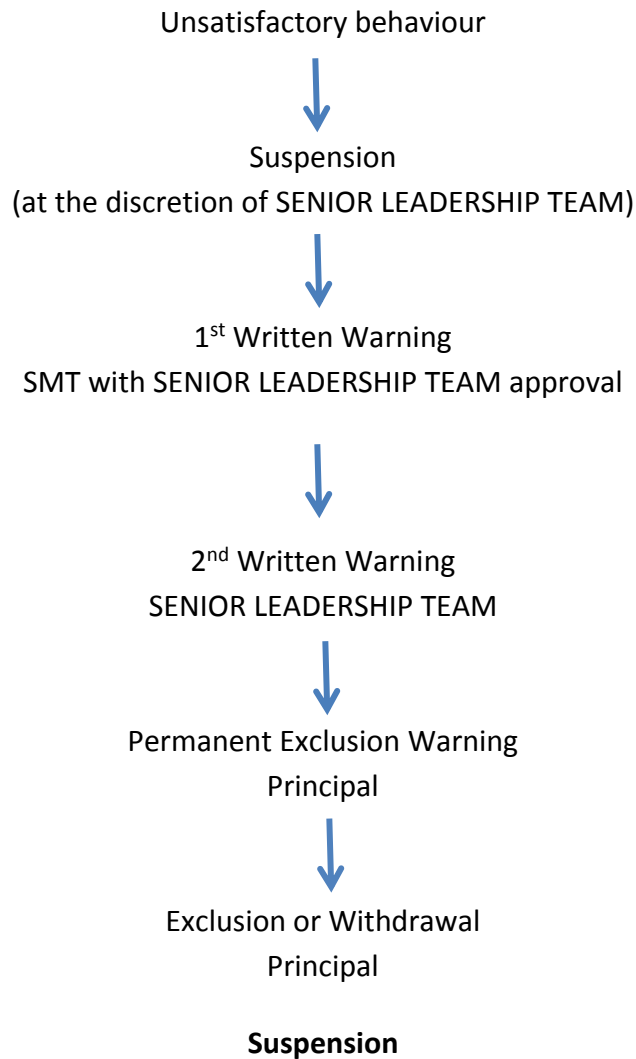 Unsatisfactory behaviour
Suspension
(at the discretion of SENIOR LEADERSHIP TEAM)
1st Written Warning
SMT with SENIOR LEADERSHIP TEAM approval
2nd Written Warning
SENIOR LEADERSHIP TEAM
Permanent Exclusion Warning
Principal
Exclusion or Withdrawal
Principal
Suspension